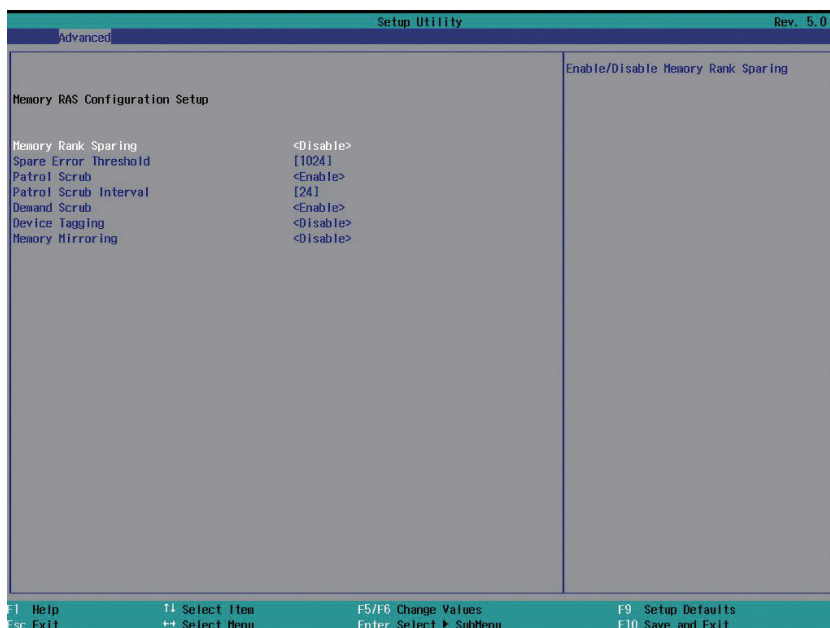 Setup Utility Rev. 5.0
Advanced
Enable/Disable Memory Rank Sparing
Memory RAS Configuration Setup
Memory Rank Sparing <Disable>
Spare Error Threshold [1024]
Patrol Scrub <Enable>
Patrol Scrub Interval [24]
Demand Scrub <Enable>
Device Tagging <Disable>
Memory Mirroring <Disable>
F1 Help ↑↓ Select Item F5/F6 Change Values F9 Setup Defaults
Esc Exit ↔ Select Menu Enter Select ▶ SubMenu F10 Save and Exit